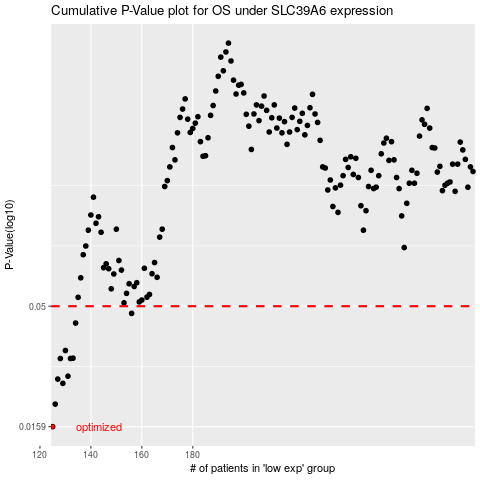 Cumulative P-Value plot for OS under SLC39A6 expression
P-Value(log10)
0.05
0.0159
optimized
120 140 160 180
# of patients in 'low exp' group